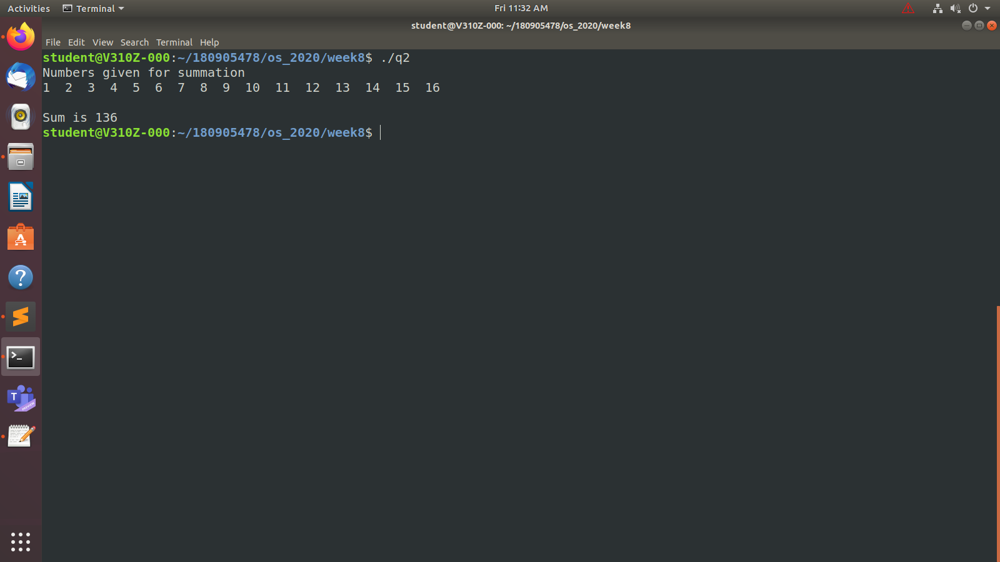 Activities Terminal Fri 11:32 AM
student@V310Z-000: ~/180905478/os_2020/week8
File Edit View Search Terminal Help
student@V310Z-000:~/180905478/os_2020/week8$ ./q2
Numbers given for summation
1 2 3 4 5 6 7 8 9 10 11 12 13 14 15 16
Sum is 136
student@V310Z-000:~/180905478/os_2020/week8$
A
?
>_
T
PREVIEW